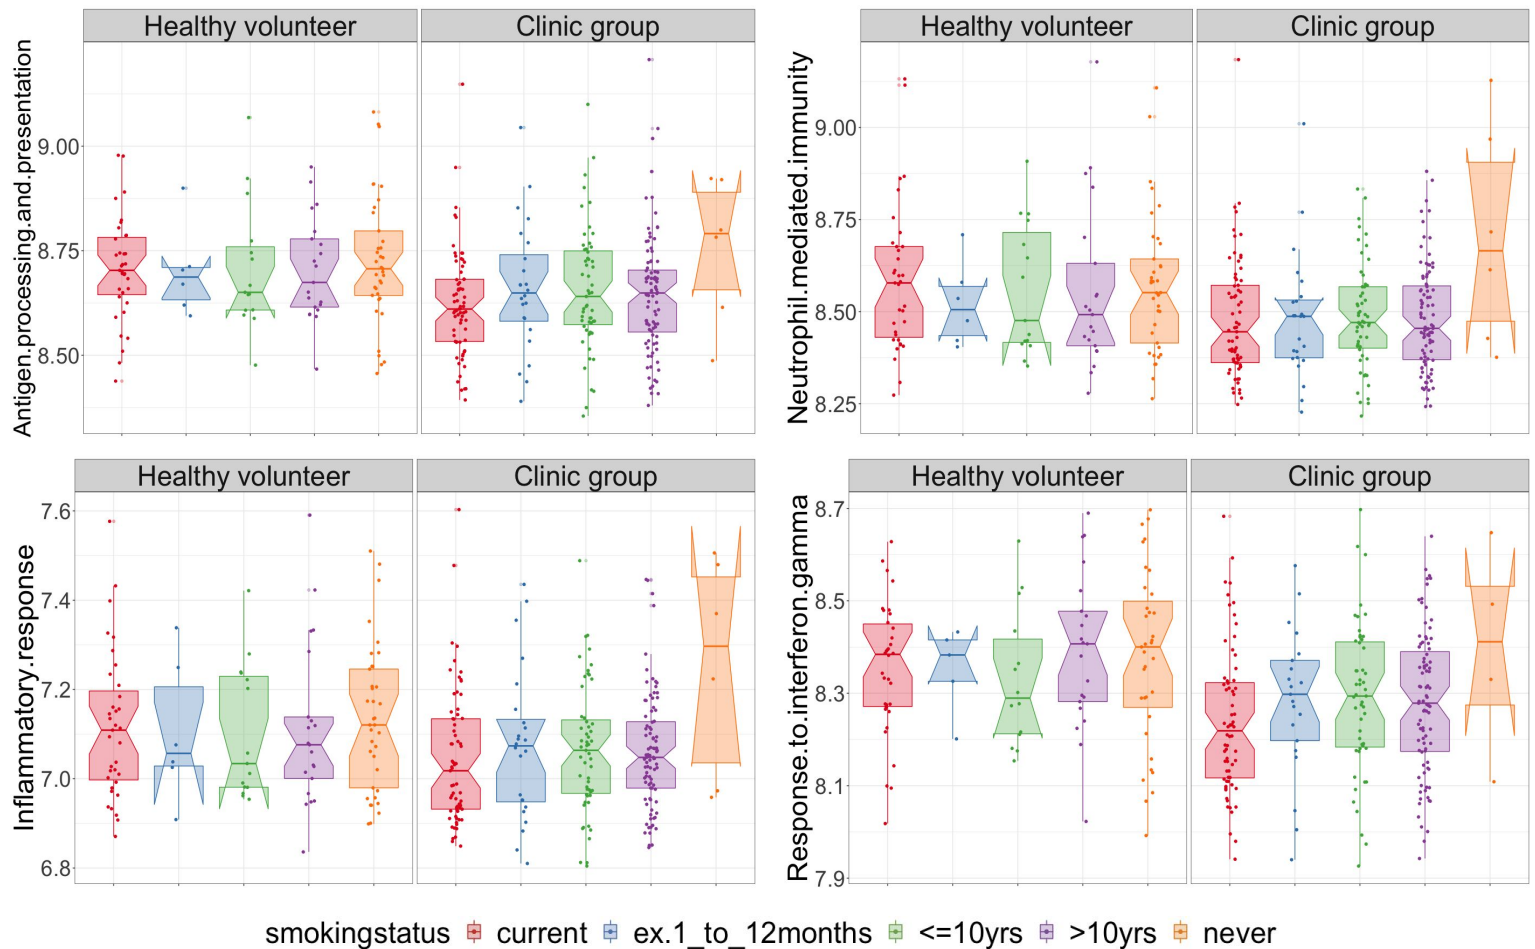 Healthy volunteer Clinic group
Antigen.processing.and.presentation
9.00
8.75
8.50
Healthy volunteer Clinic group
Neutrophil.mediated.immunity
9.00
8.75
8.50
8.25
Healthy volunteer Clinic group
Inflammatory.response
7.6
7.4
7.2
7.0
6.8
Healthy volunteer Clinic group
Response.to.interferon.gamma
8.7
8.5
8.3
8.1
7.9
smokingstatus current ex.1_to_12months <=10yrs >10yrs never